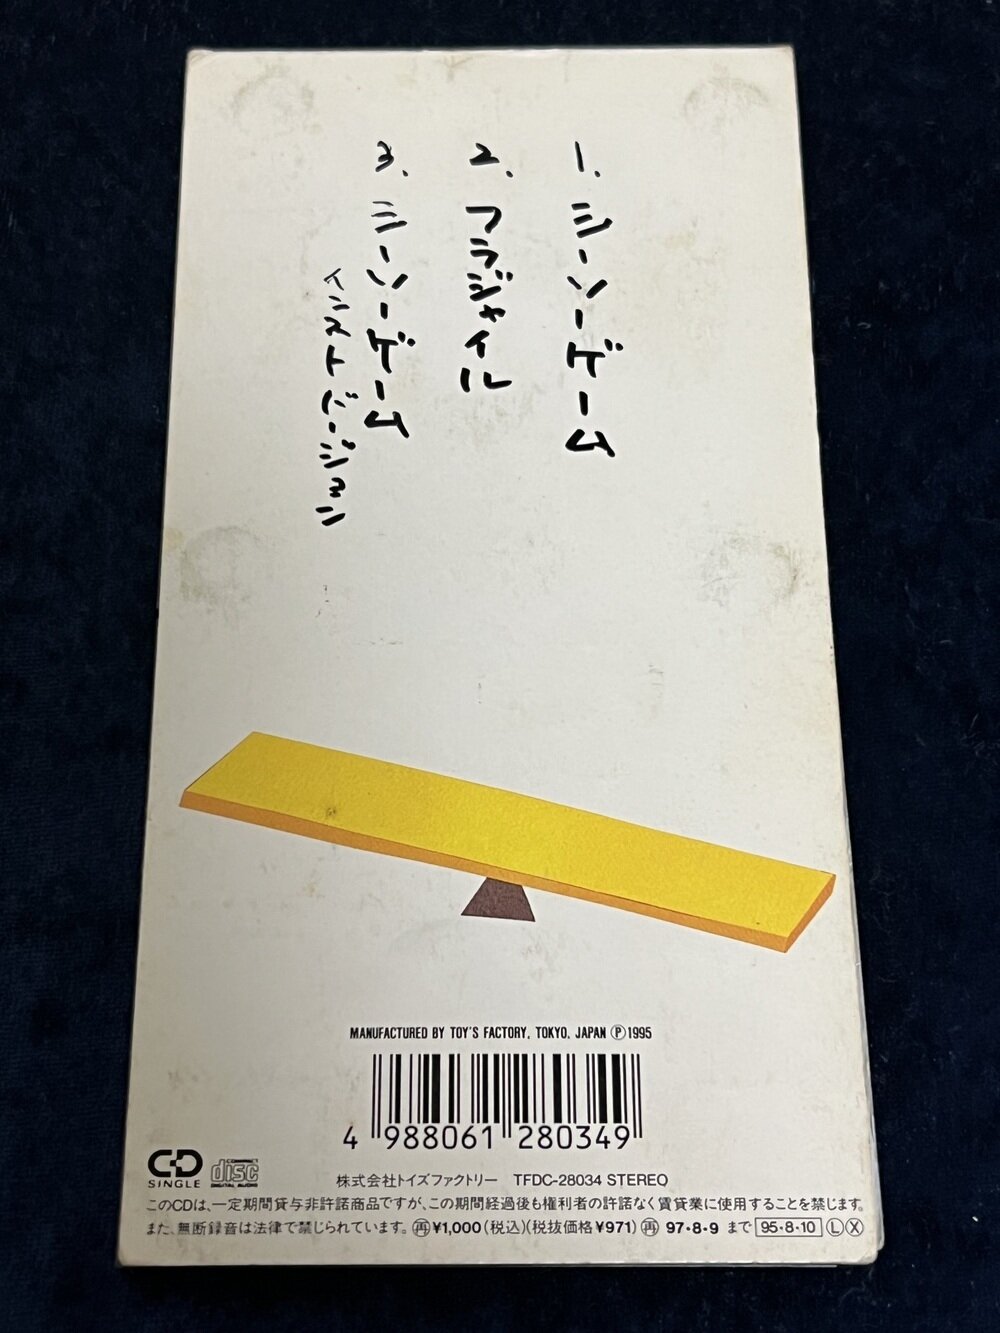 1. シーソーゲーム
2. フラジャイル
3. シーソーゲーム
インストバージョン
MANUFACTURED BY TOY'S FACTORY, TOKYO, JAPAN Ⓟ1995
4 988061 280349
CD SINGLE
COMPACT disc DIGITAL AUDIO
株式会社トイズファクトリー TFDC-28034 STEREO
このCDは、一定期間貸与非許諾商品ですが、この期間経過後も権利者の許諾なく賃貸業に使用することを禁じます。
また、無断録音は法律で禁じられています。㊢¥1,000(税込)(税抜価格¥971) 再 97・8・9 まで 95・8・10 Ⓛ Ⓧ